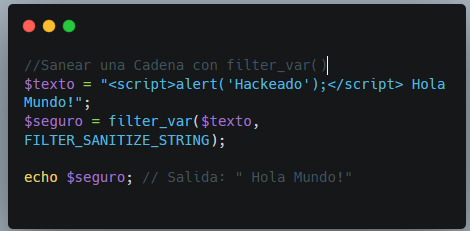 //Sanear una Cadena con filter_var()
$texto = "<script>alert('Hackeado');</script> Hola
Mundo!";
$seguro = filter_var($texto,
FILTER_SANITIZE_STRING);
echo $seguro; // Salida: " Hola Mundo!"